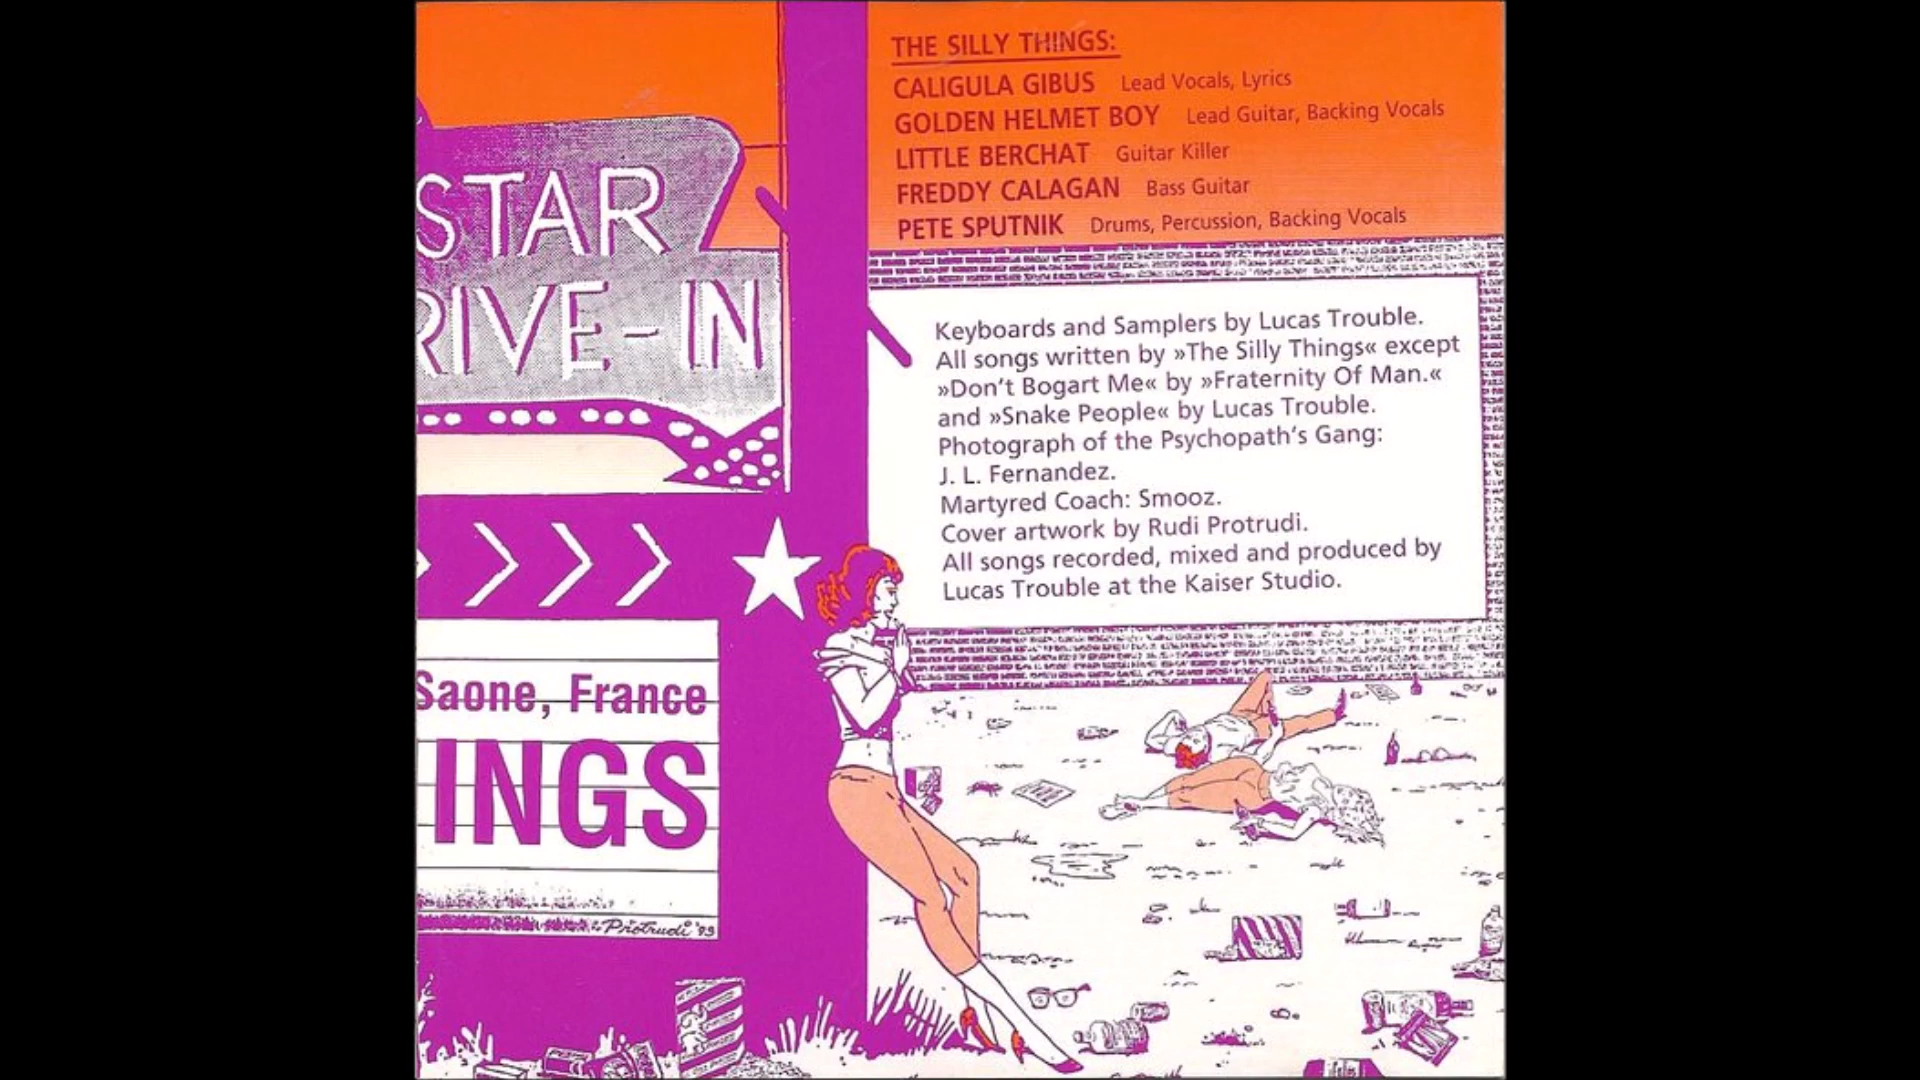 THE SILLY THINGS:
CALIGULA GIBUS Lead Vocals, Lyrics
GOLDEN HELMET BOY Lead Guitar, Backing Vocals
LITTLE BERCHAT Guitar Killer
FREDDY CALAGAN Bass Guitar
PETE SPUTNIK Drums, Percussion, Backing Vocals
STAR
RIVE-IN
Keyboards and Samplers by Lucas Trouble.
All songs written by »The Silly Things« except
»Don't Bogart Me« by »Fraternity Of Man.«
and »Snake People« by Lucas Trouble.
Photograph of the Psychopath's Gang:
J. L. Fernandez.
Martyred Coach: Smooz.
Cover artwork by Rudi Protrudi.
All songs recorded, mixed and produced by
Lucas Trouble at the Kaiser Studio.
Saone, France
INGS
Protrudi '93